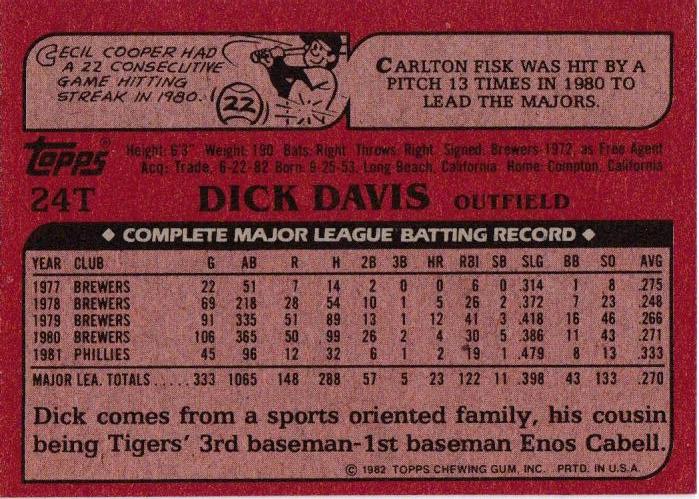 CECIL COOPER HAD
A 22 CONSECUTIVE
GAME HITTING
STREAK IN 1980.
22
CARLTON FISK WAS HIT BY A
PITCH 13 TIMES IN 1980 TO
LEAD THE MAJORS.
Topps®
Height: 6'3" Weight: 190 Bats: Right Throws: Right Signed: Brewers-1972, as Free Agent
Acq: Trade, 6-22-82 Born: 9-25-53, Long Beach, California Home: Compton, California
24T DICK DAVIS OUTFIELD
◆ COMPLETE MAJOR LEAGUE BATTING RECORD ◆
YEAR CLUB G AB R H 2B 3B HR RBI SB SLG BB SO AVG
1977 BREWERS 22 51 7 14 2 0 0 6 0 .314 1 8 .275
1978 BREWERS 69 218 28 54 10 1 5 26 2 .372 7 23 .248
1979 BREWERS 91 335 51 89 13 1 12 41 3 .418 16 46 .266
1980 BREWERS 106 365 50 99 26 2 4 30 5 .386 11 43 .271
1981 PHILLIES 45 96 12 32 6 1 2 19 1 .479 8 13 .333
MAJOR LEA. TOTALS.....333 1065 148 288 57 5 23 122 11 .398 43 133 .270
Dick comes from a sports oriented family, his cousin
being Tigers' 3rd baseman-1st baseman Enos Cabell.
© 1982 TOPPS CHEWING GUM, INC. PRTD. IN U.S.A.